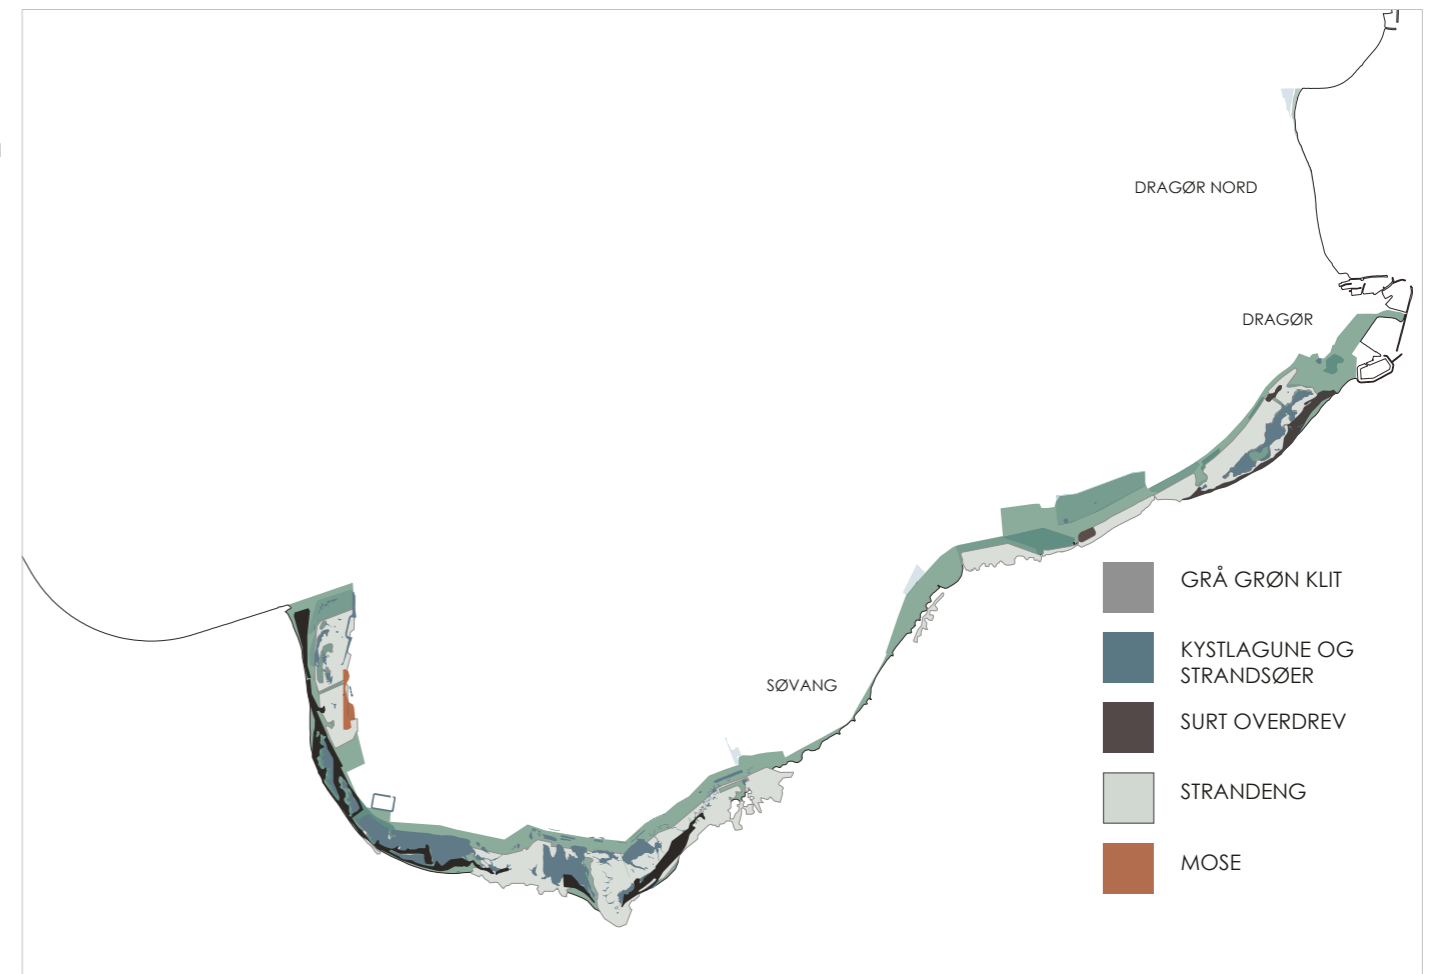 DRAGØR NORD
DRAGØR
GRÅ GRØN KLIT
KYSTLAGUNE OG
STRANDSØER
SØVANG
SURT OVERDREV
STRANDENG
MOSE